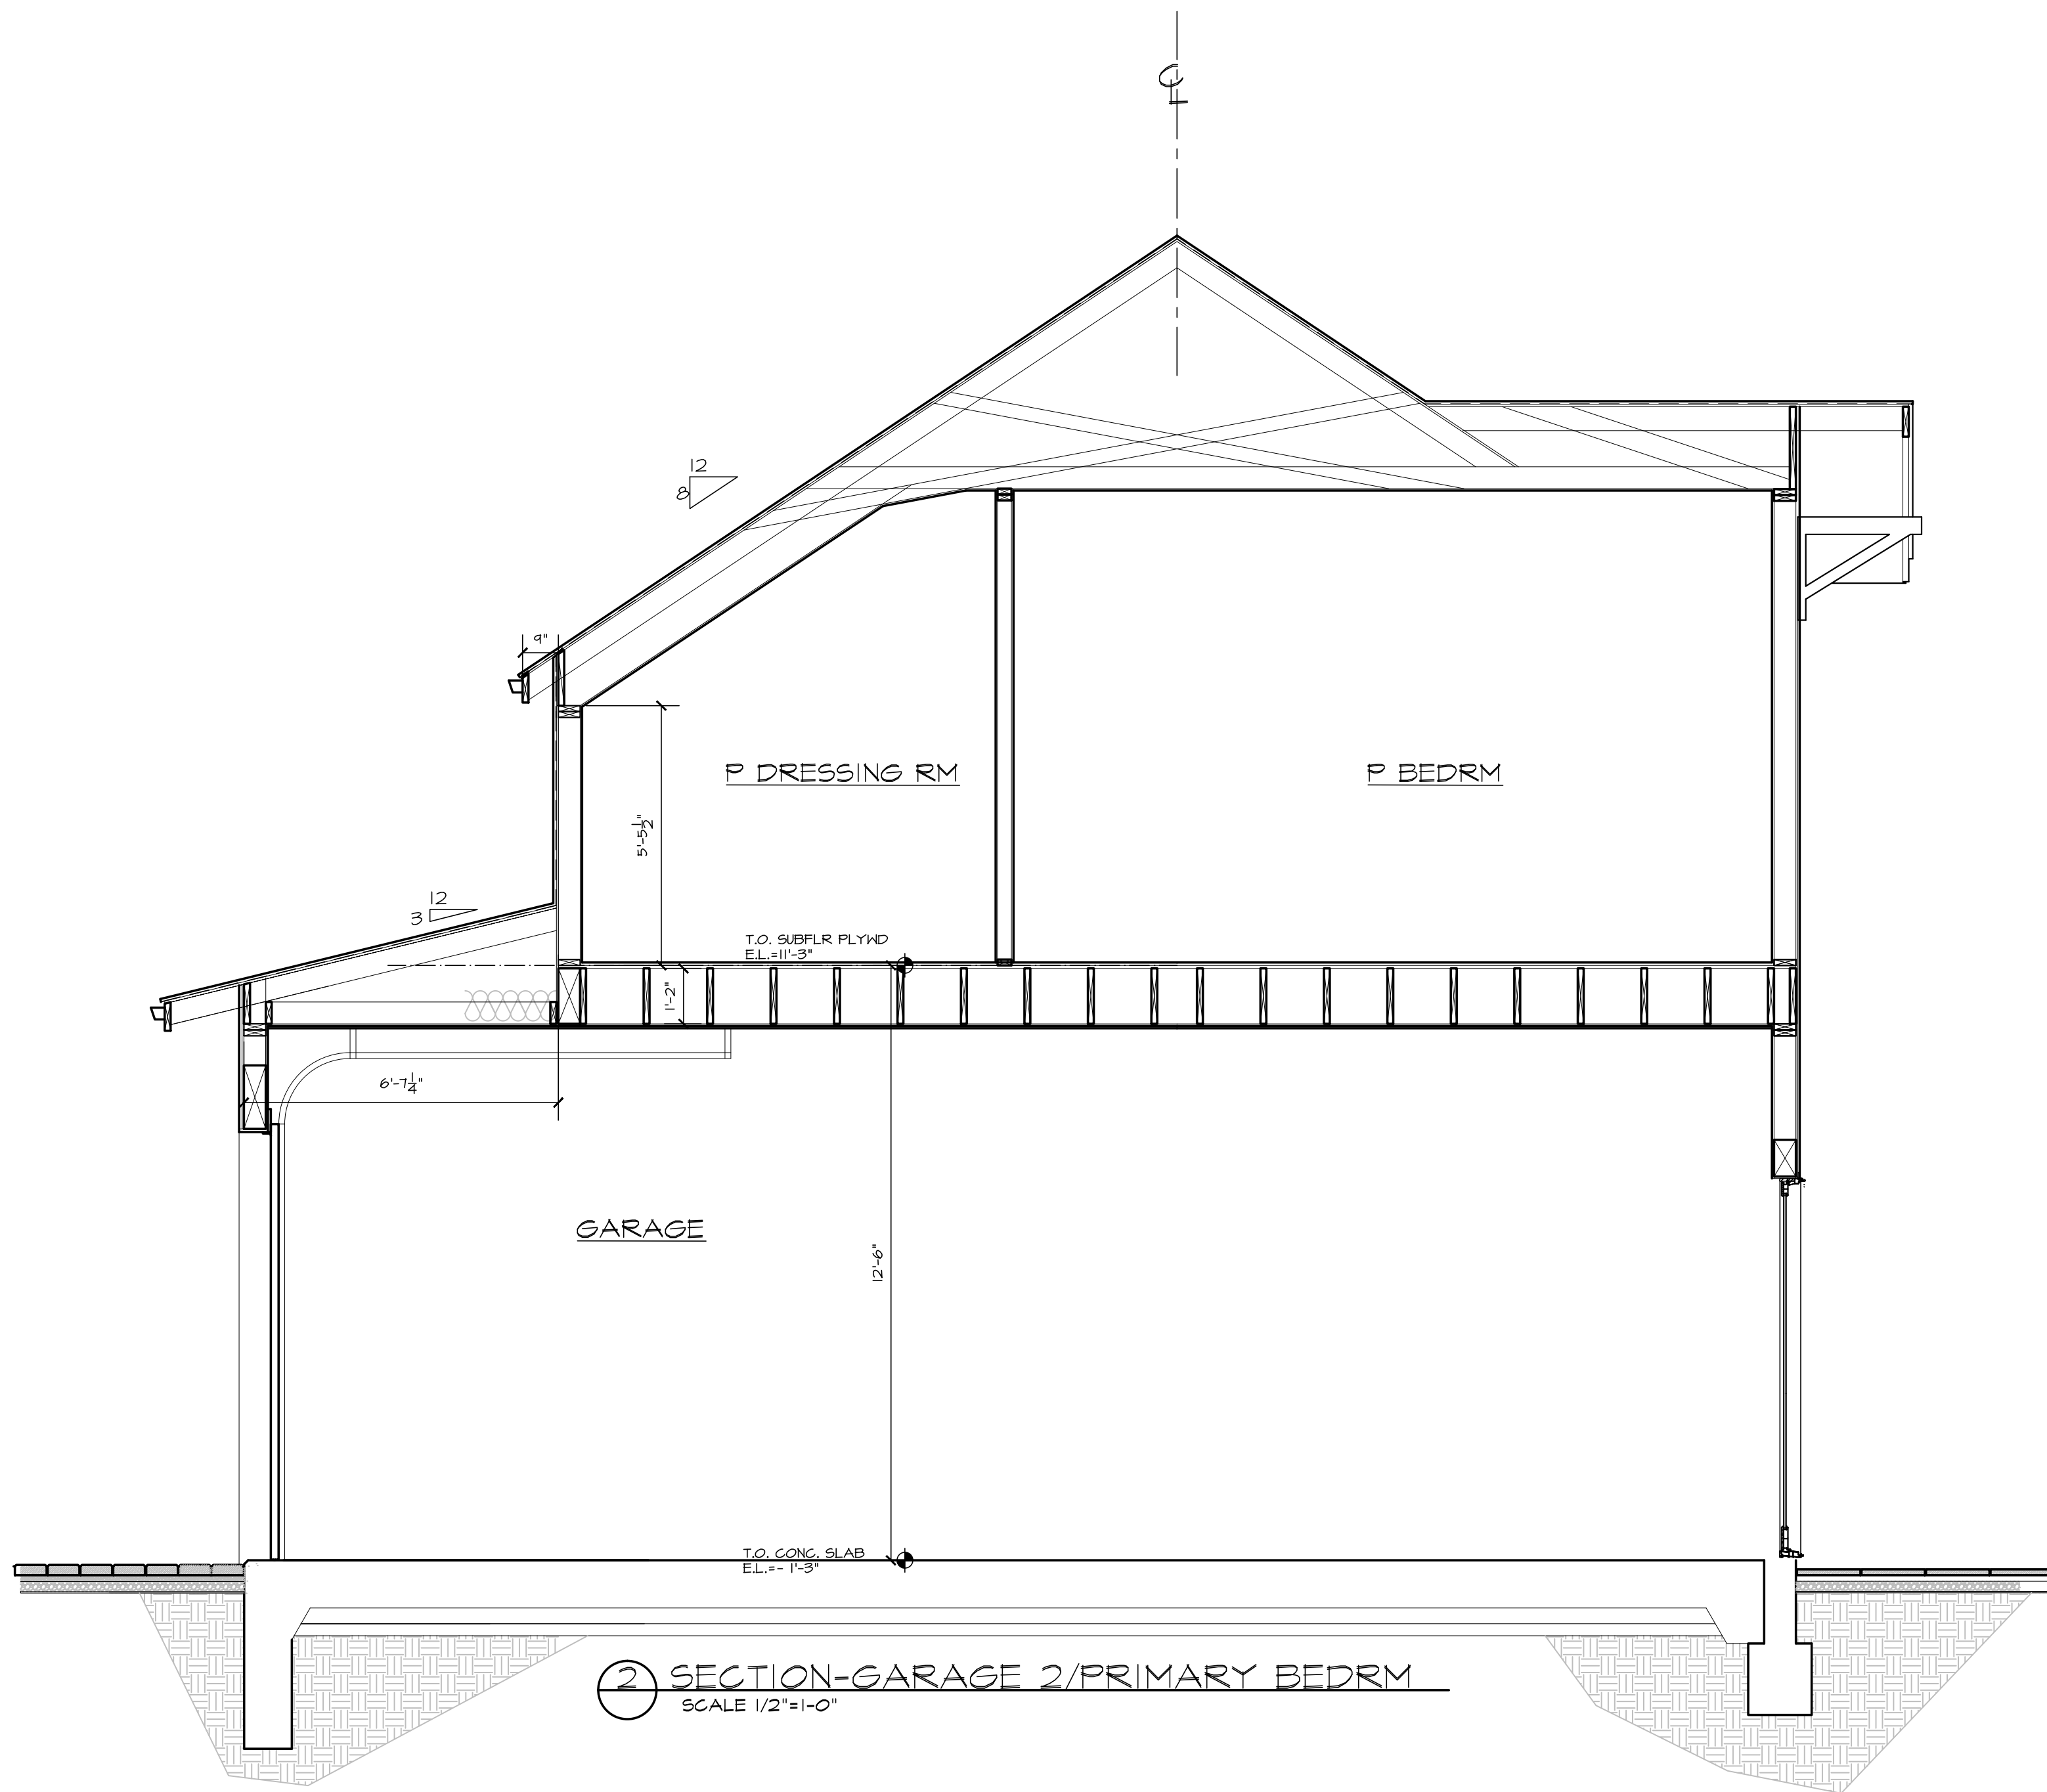 CL
12
8
9"
P DRESSING RM
P BEDRM
5'-5 1/2"
12
3
T.O. SUBFLR PLYWD
E.L.=11'-3"
1'-2"
6'-7 1/4"
GARAGE
12'-6"
T.O. CONC. SLAB
E.L.=- 1'-3"
2 SECTION-GARAGE 2/PRIMARY BEDRM
SCALE 1/2"=1-0"